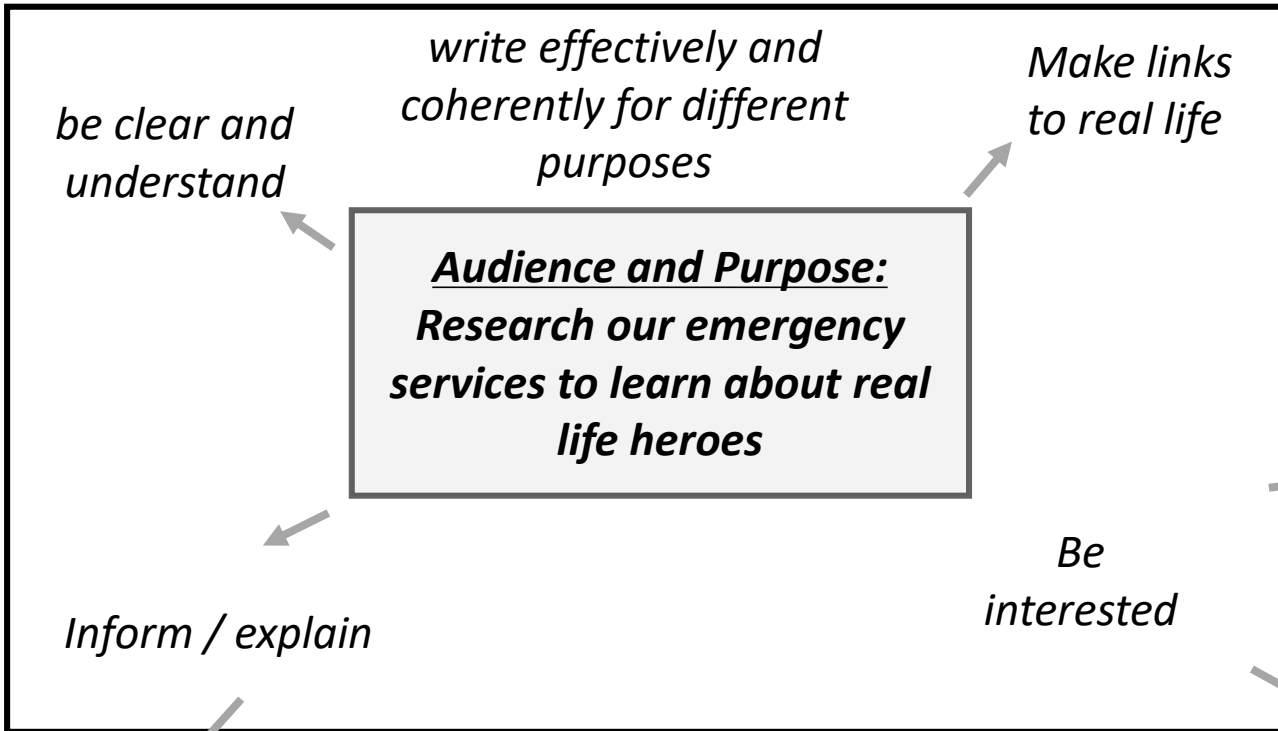 write effectively and
coherently for different
purposes
Make links
to real life
be clear and
understand
Audience and Purpose:
Research our emergency
services to learn about real
life heroes
Be
interested
Inform / explain